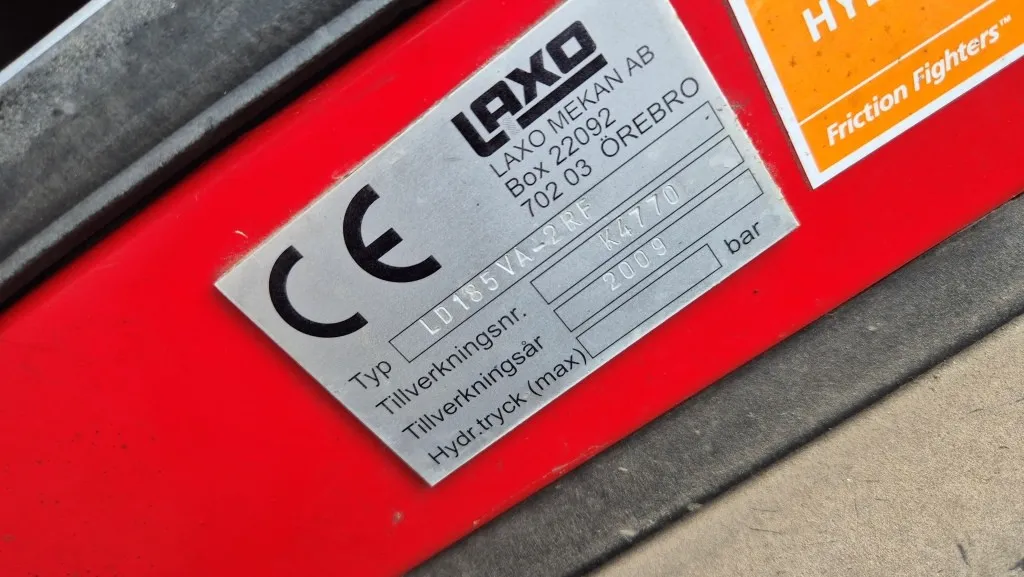 LAXO
LAXO MEKAN AB
Box 22092
702 03 ÖREBRO
CE
Typ LD185VA-2RF
Tillverkningsnr. K4770
Tillverkningsår 2009
Hydr.tryck (max) bar
Friction Fighters™